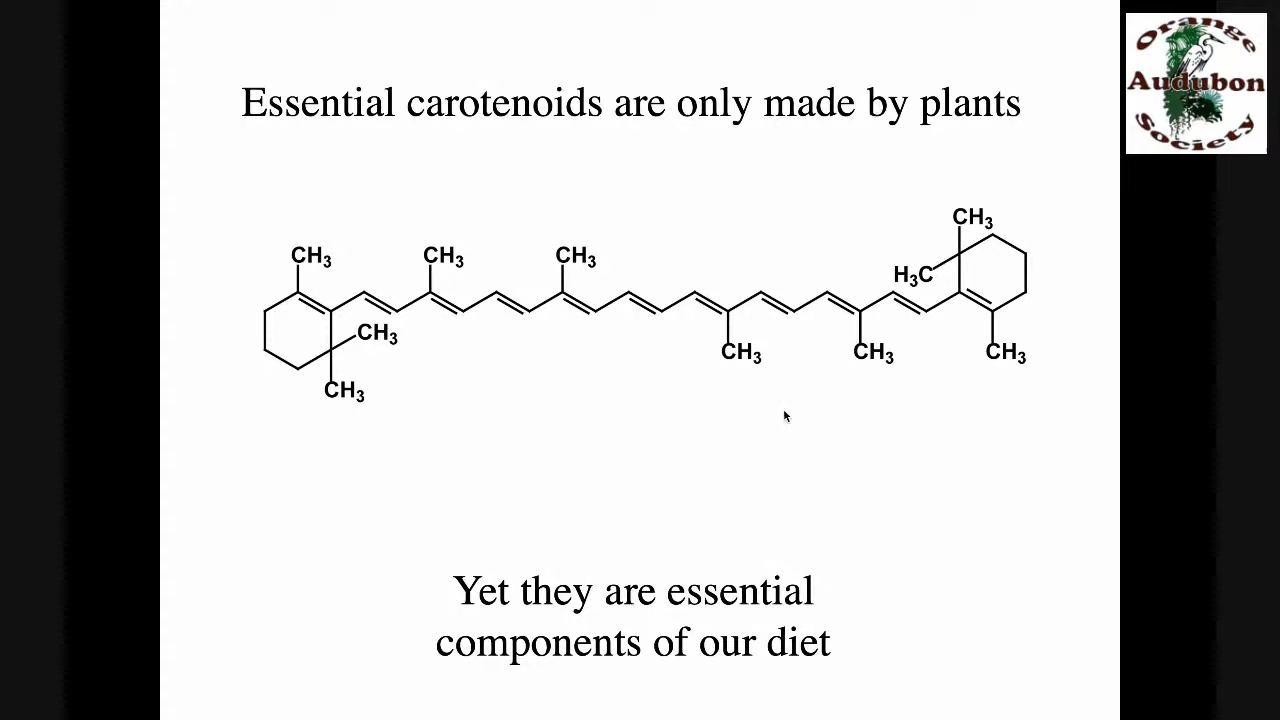 Essential carotenoids are only made by plants
Orange
Audubon
Society
CH3
CH3
CH3
CH3
H3C
CH3
CH3
CH3
CH3
CH3
Yet they are essential
components of our diet